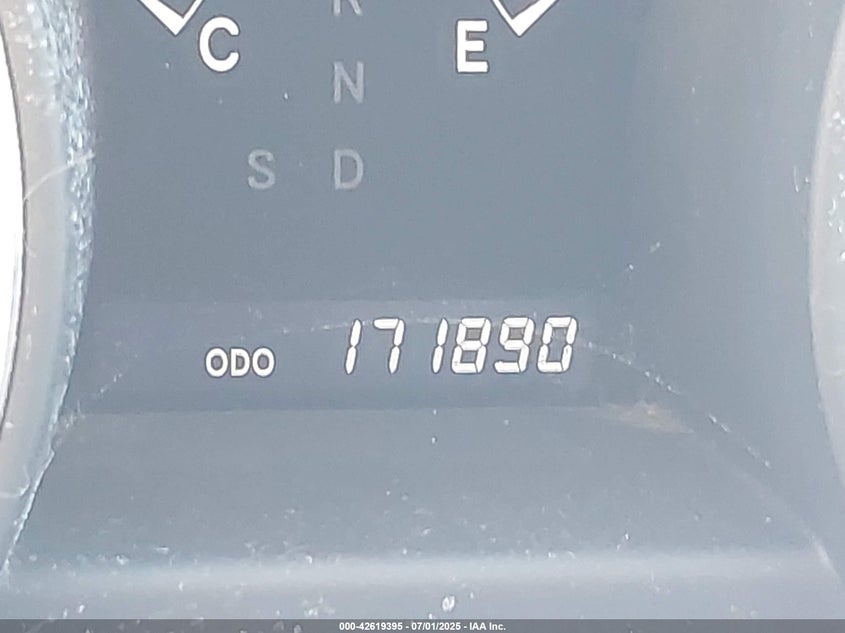 R
C E
N
S D
ODO 171890
000-42619395 - 07/01/2025 - IAA Inc.